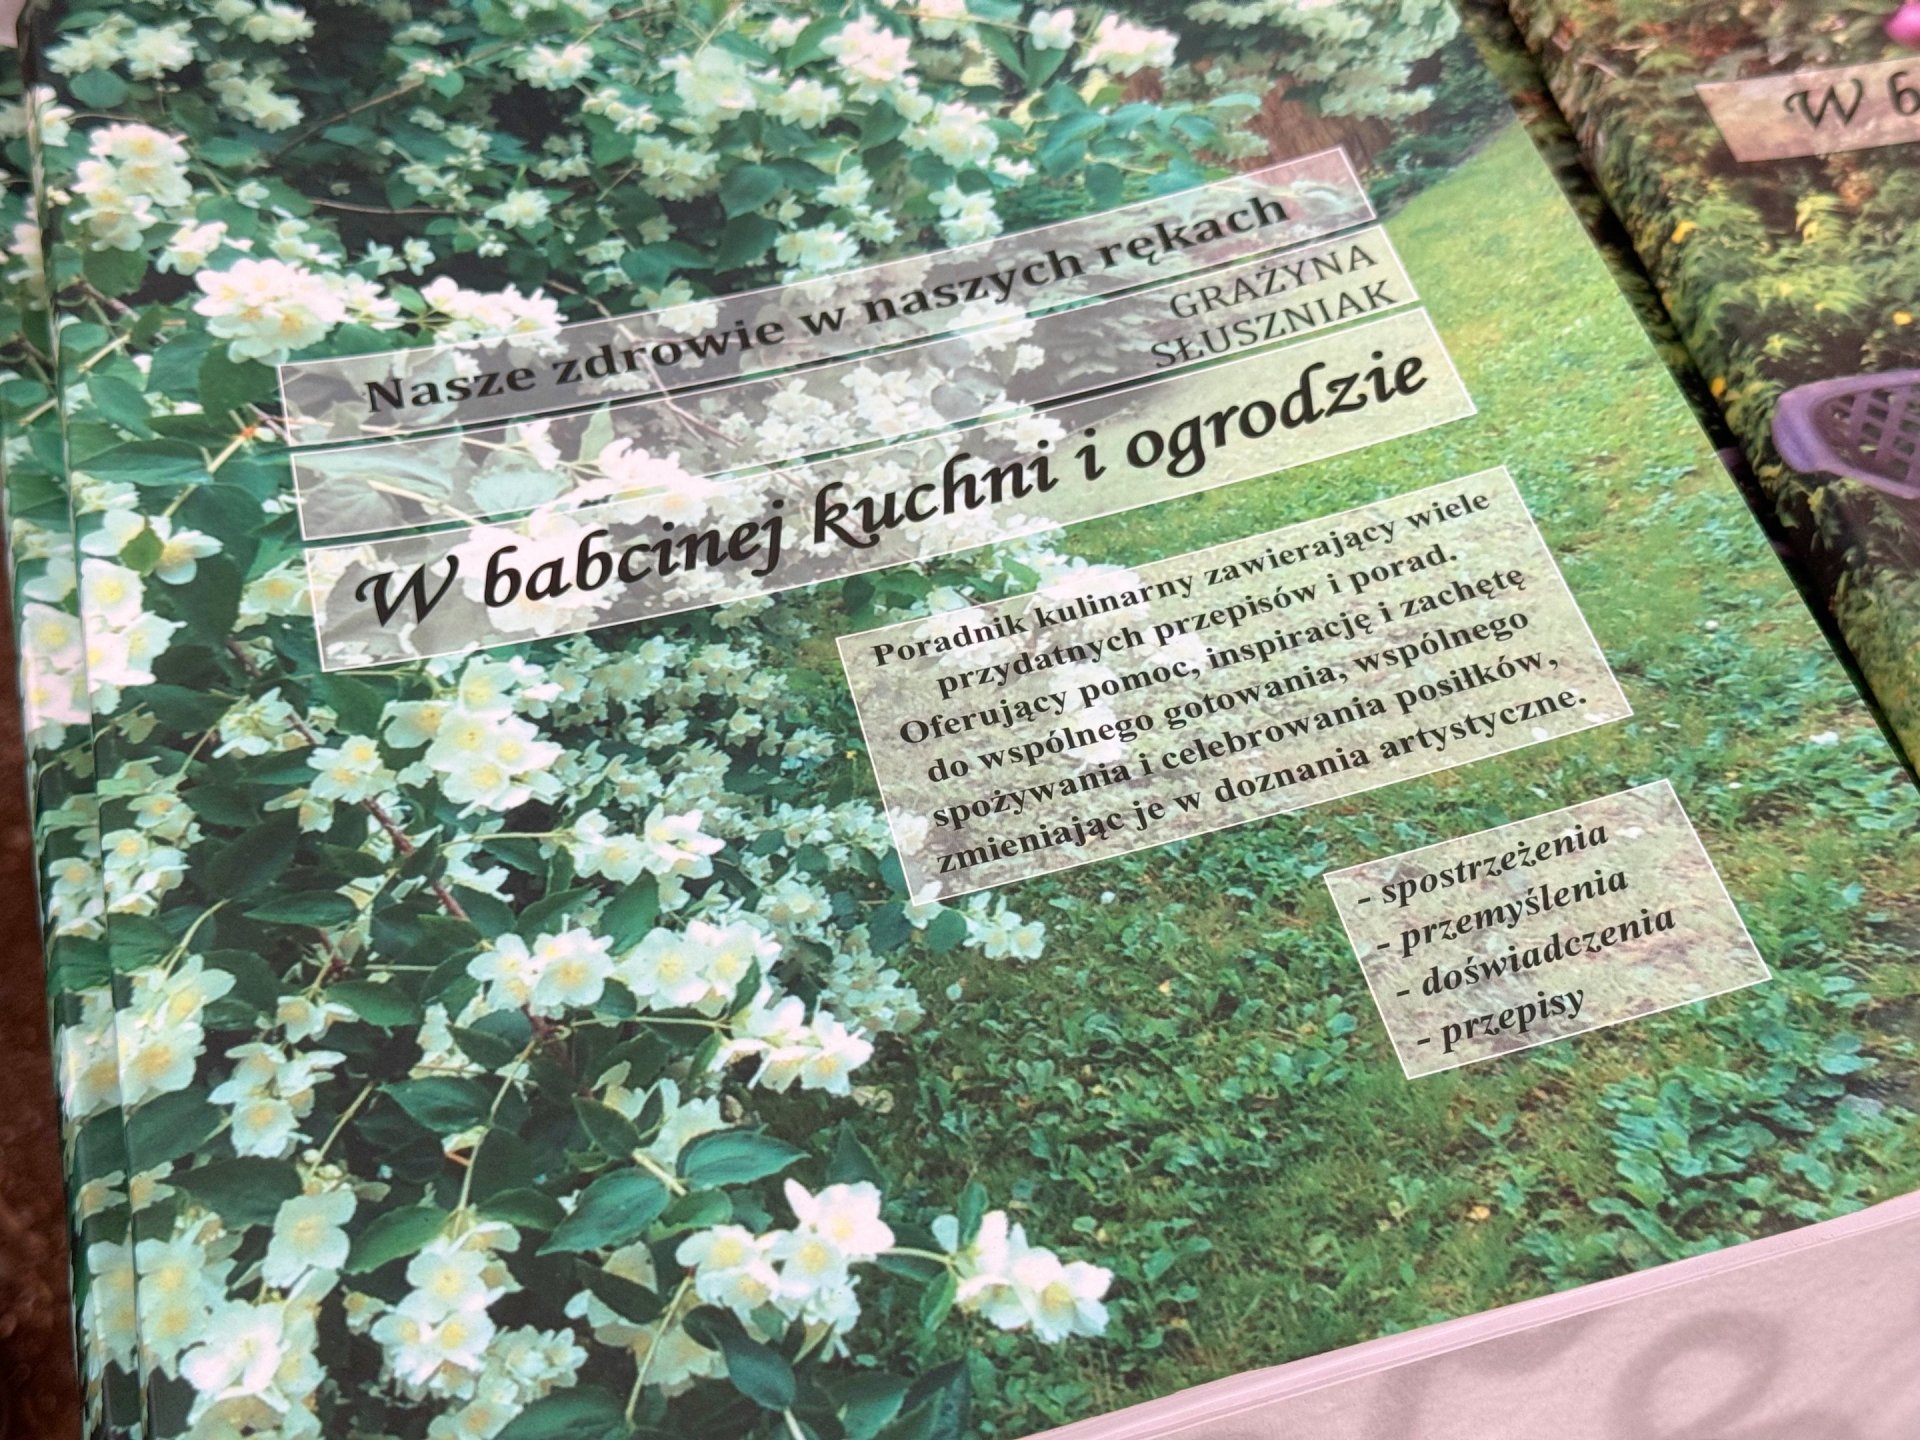 Nasze zdrowie w naszych rękach
GRAŻYNA
SŁUSZNIAK
W babcinej kuchni i ogrodzie
Poradnik kulinarny zawierający wiele
przydatnych przepisów i porad.
Oferujący pomoc, inspirację i zachętę
do wspólnego gotowania, wspólnego
spożywania i celebrowania posiłków,
zmieniając je w doznania artystyczne.
- spostrzeżenia
- przemyślenia
- doświadczenia
- przepisy
W b